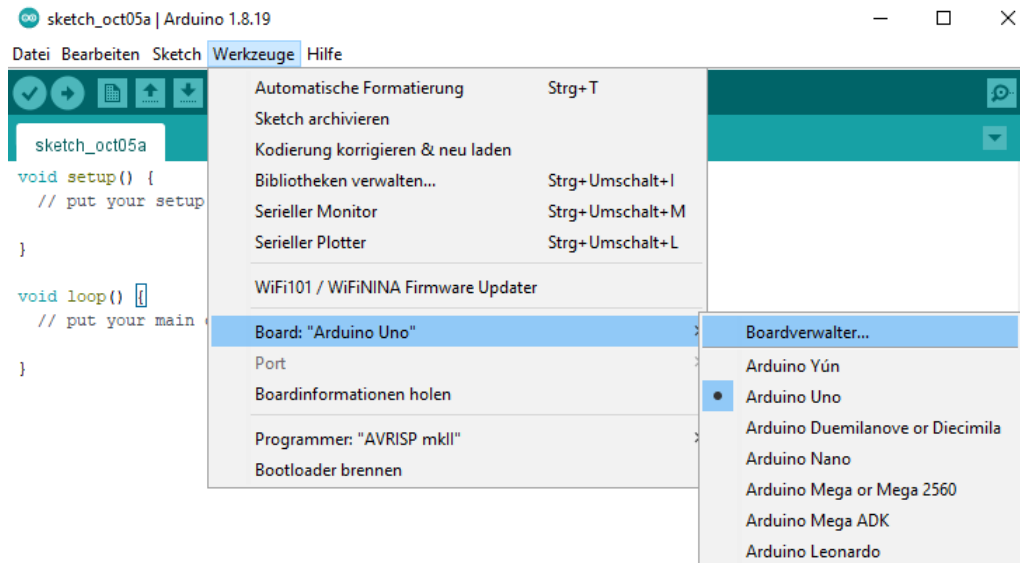 sketch_oct05a | Arduino 1.8.19
Datei Bearbeiten Sketch Werkzeuge Hilfe
sketch_oct05a
void setup() {
// put your setup
}
void loop() {
// put your main
}
Automatische Formatierung Strg+T
Sketch archivieren
Kodierung korrigieren & neu laden
Bibliotheken verwalten... Strg+Umschalt+I
Serieller Monitor Strg+Umschalt+M
Serieller Plotter Strg+Umschalt+L
WiFi101 / WiFiNINA Firmware Updater
Board: "Arduino Uno"
Port
Boardinformationen holen
Programmer: "AVRISP mkII"
Bootloader brennen
Boardverwalter...
Arduino Yún
Arduino Uno
Arduino Duemilanove or Diecimila
Arduino Nano
Arduino Mega or Mega 2560
Arduino Mega ADK
Arduino Leonardo